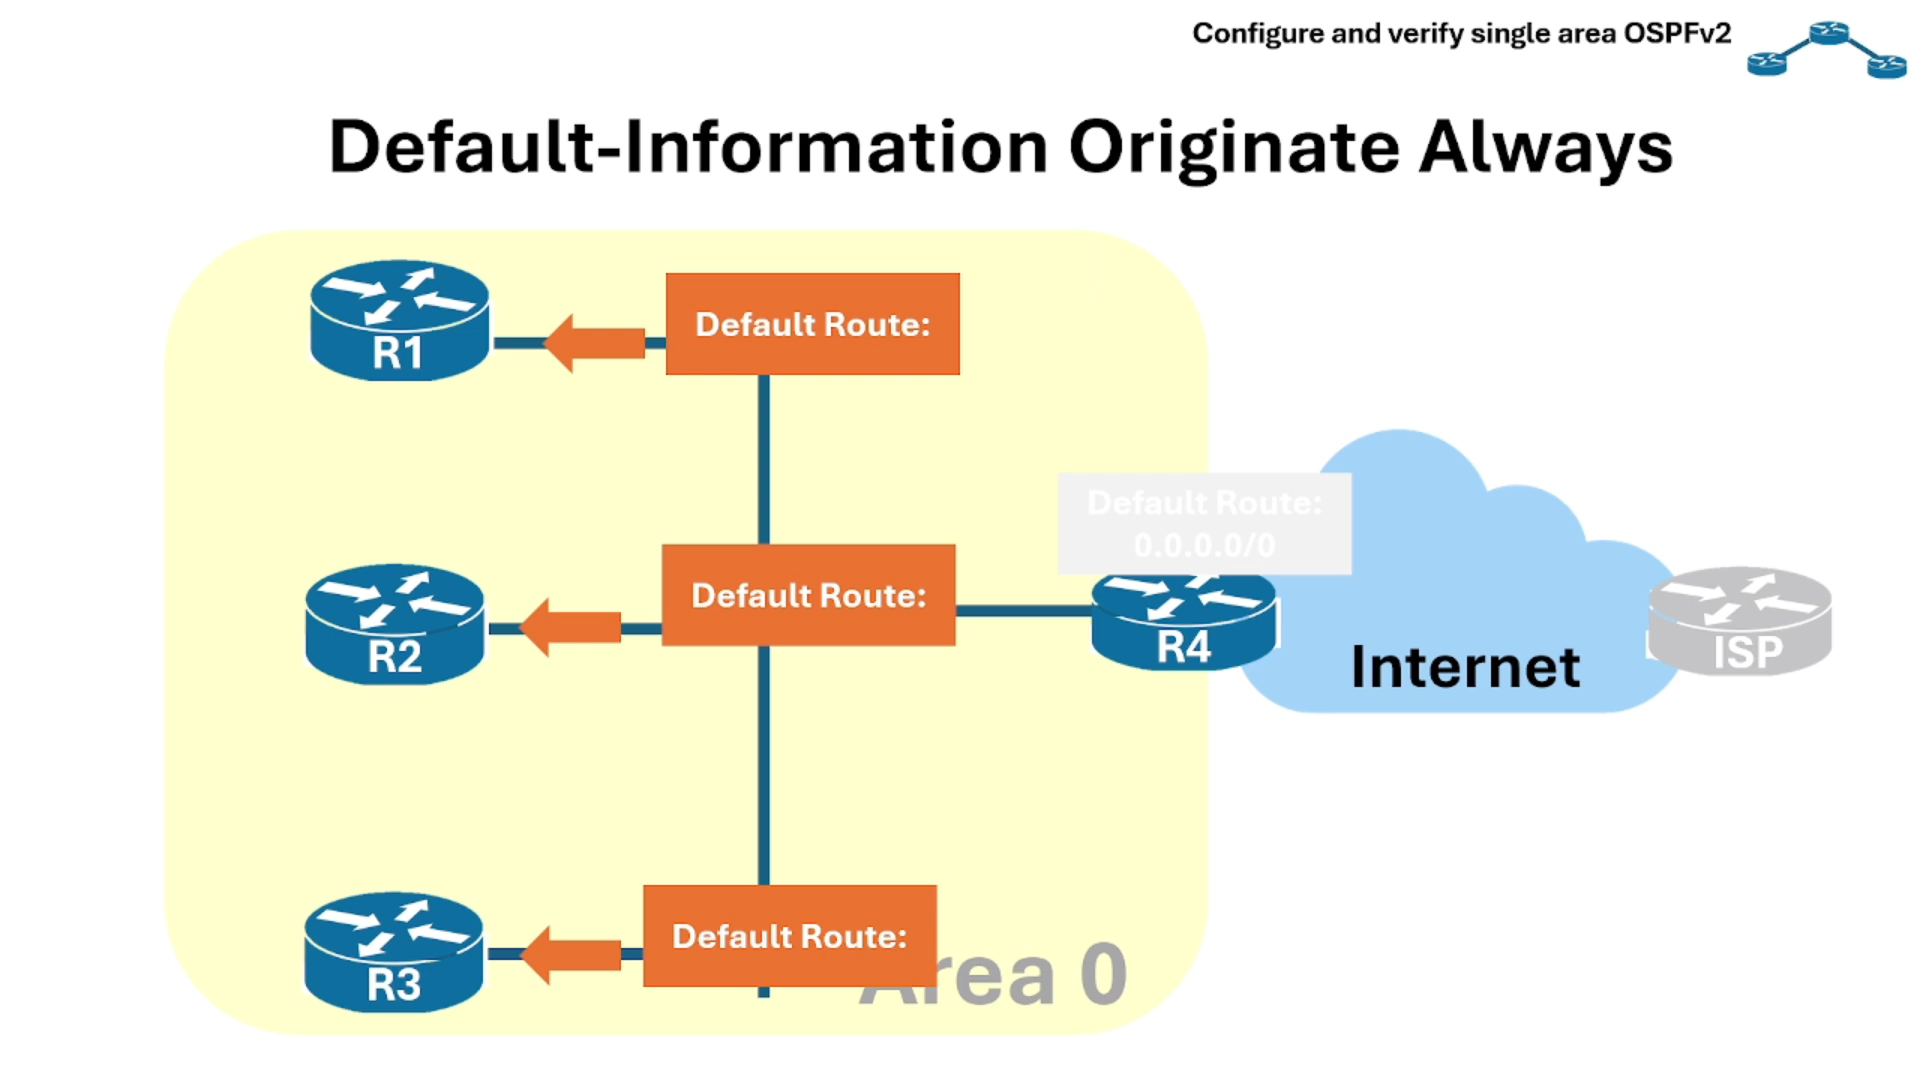 Configure and verify single area OSPFv2
Default-Information Originate Always
R1
Default Route:
Default Route:
0.0.0.0/0
R2
Default Route:
R4
Internet
ISP
R3
Default Route:
Area 0